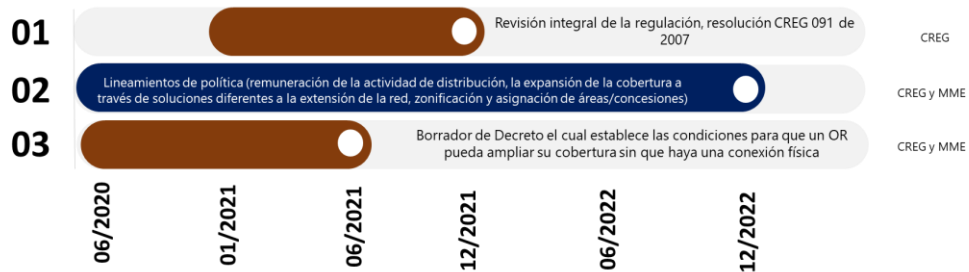 01
Revisión integral de la regulación, resolución CREG 091 de
2007
CREG
02
Lineamientos de política (remuneración de la actividad de distribución, la expansión de la cobertura a
través de soluciones diferentes a la extensión de la red, zonificación y asignación de áreas/concesiones)
CREG y MME
03
Borrador de Decreto el cual establece las condiciones para que un OR
pueda ampliar su cobertura sin que haya una conexión física
CREG y MME
06/2020
01/2021
06/2021
12/2021
06/2022
12/2022